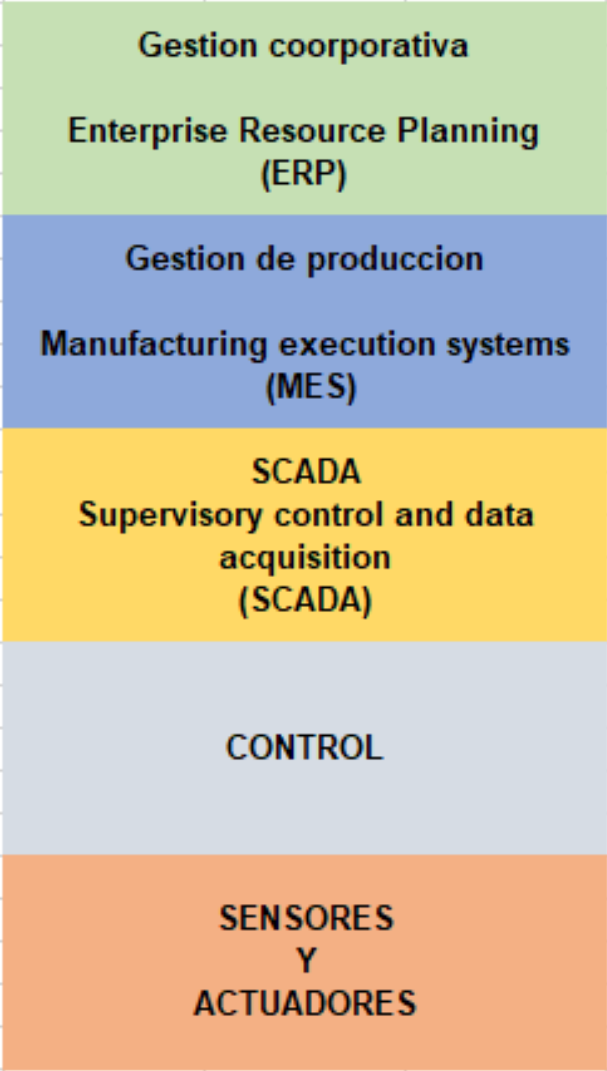 Gestion coorporativa
Enterprise Resource Planning
(ERP)
Gestion de produccion
Manufacturing execution systems
(MES)
SCADA
Supervisory control and data
acquisition
(SCADA)
CONTROL
SENSORES
Y
ACTUADORES